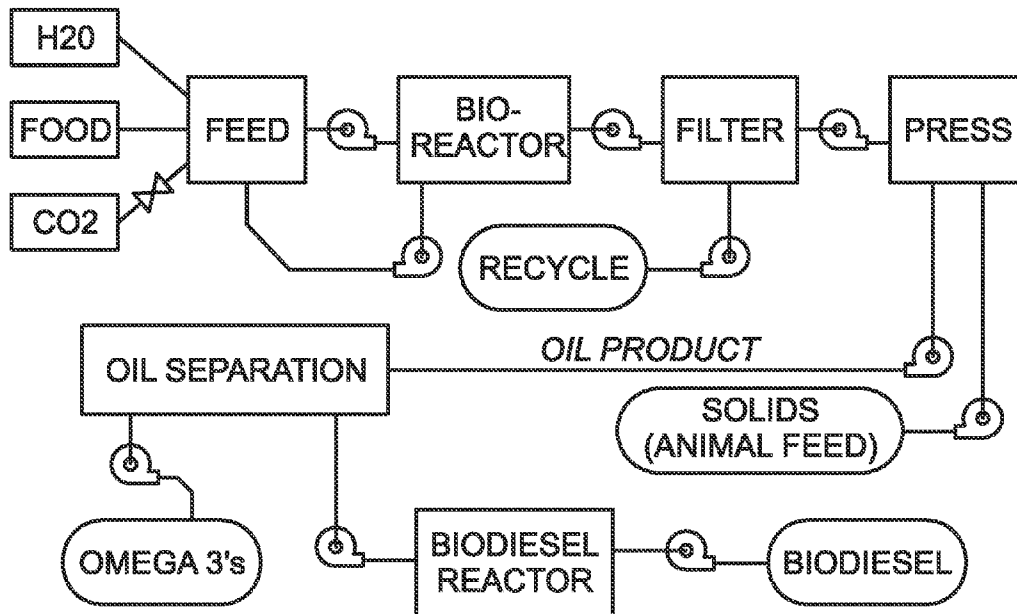 H20
FOOD
CO2
FEED
BIO-
REACTOR
FILTER
PRESS
RECYCLE
OIL PRODUCT
OIL SEPARATION
SOLIDS
(ANIMAL FEED)
OMEGA 3's
BIODIESEL
REACTOR
BIODIESEL